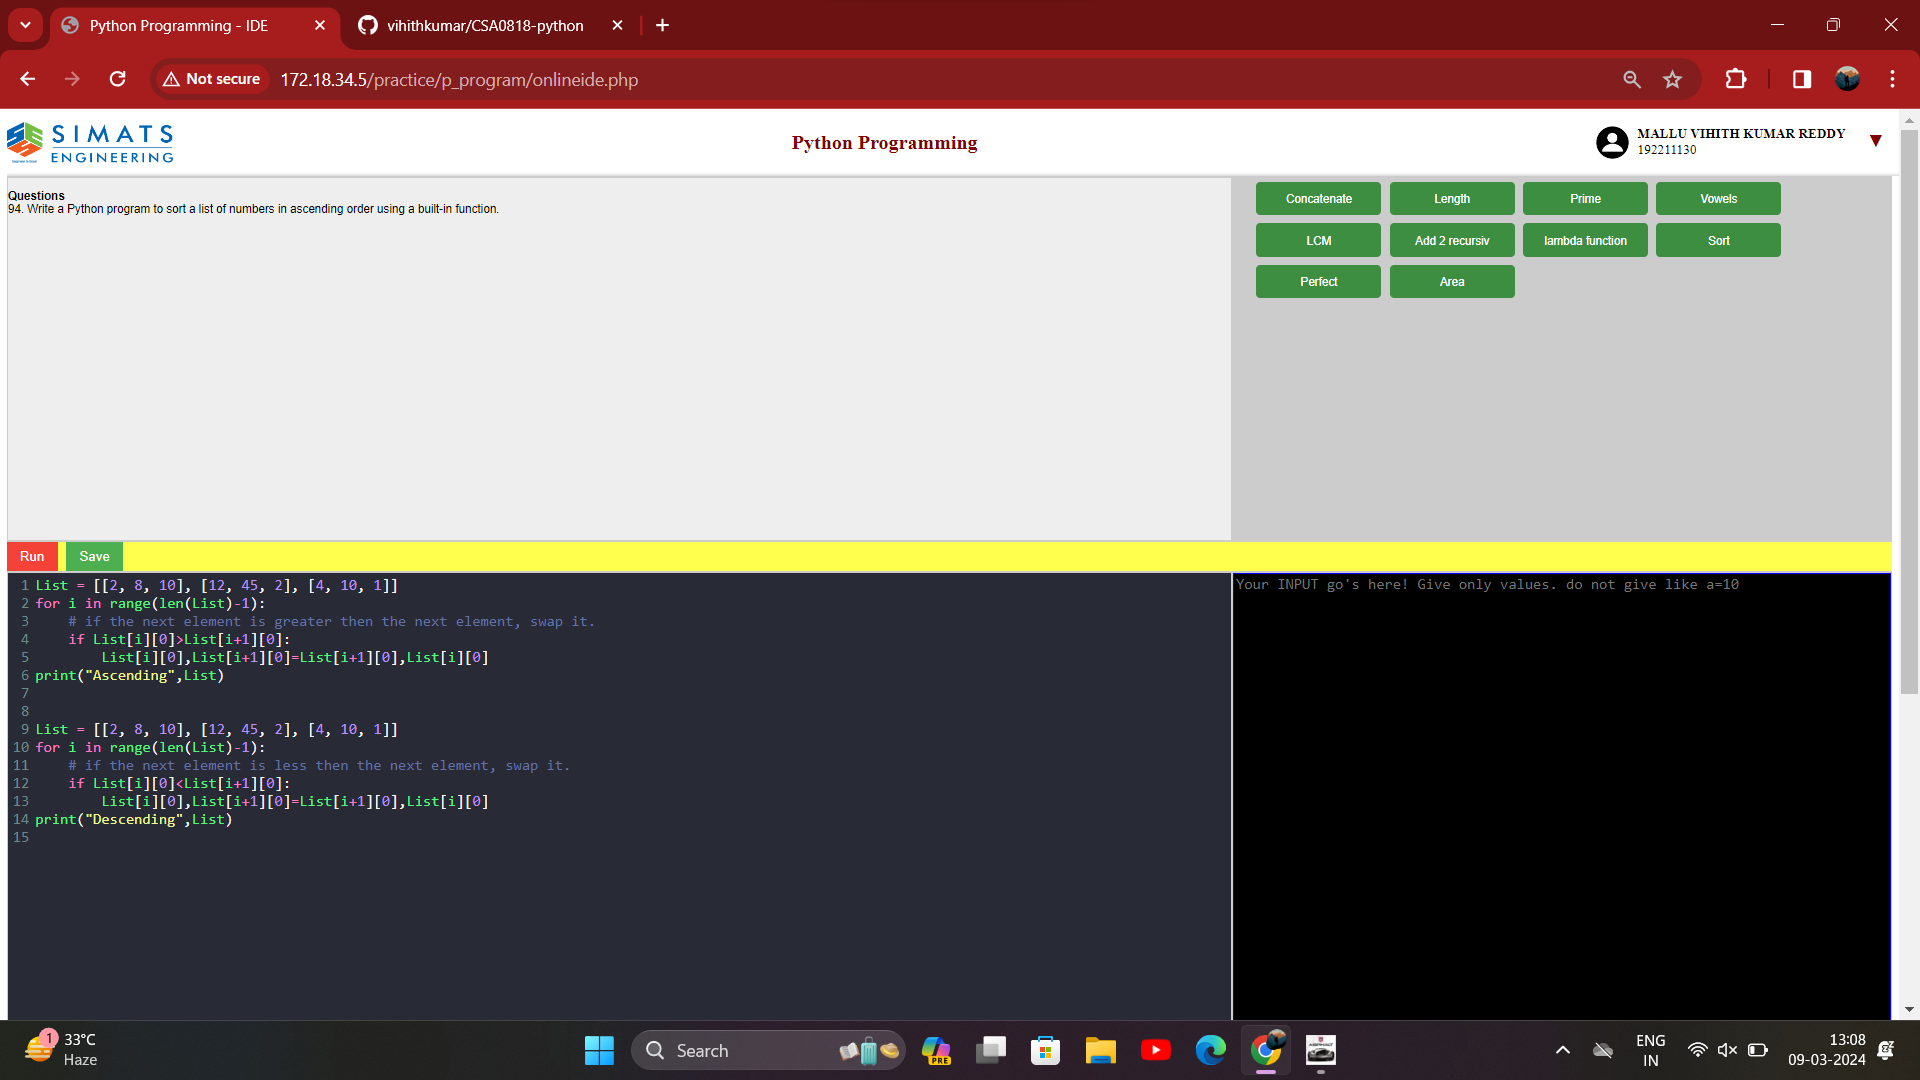 Python Programming - IDE
vihithkumar/CSA0818-python
Not secure
172.18.34.5/practice/p_program/onlineide.php
SIMATS
ENGINEERING
Python Programming
MALLU VIHITH KUMAR REDDY
192211130
Questions
94. Write a Python program to sort a list of numbers in ascending order using a built-in function.
Concatenate
Length
Prime
Vowels
LCM
Add 2 recursiv
lambda function
Sort
Perfect
Area
Run
Save
1 List = [[2, 8, 10], [12, 45, 2], [4, 10, 1]]
2 for i in range(len(List)-1):
3     # if the next element is greater then the next element, swap it.
4     if List[i][0]>List[i+1][0]:
5         List[i][0],List[i+1][0]=List[i+1][0],List[i][0]
6 print("Ascending",List)
7
8
9 List = [[2, 8, 10], [12, 45, 2], [4, 10, 1]]
10 for i in range(len(List)-1):
11     # if the next element is less then the next element, swap it.
12     if List[i][0]<List[i+1][0]:
13         List[i][0],List[i+1][0]=List[i+1][0],List[i][0]
14 print("Descending",List)
15
Your INPUT go's here! Give only values. do not give like a=10
1
33°C
Haze
Search
PRE
ENG
IN
13:08
09-03-2024